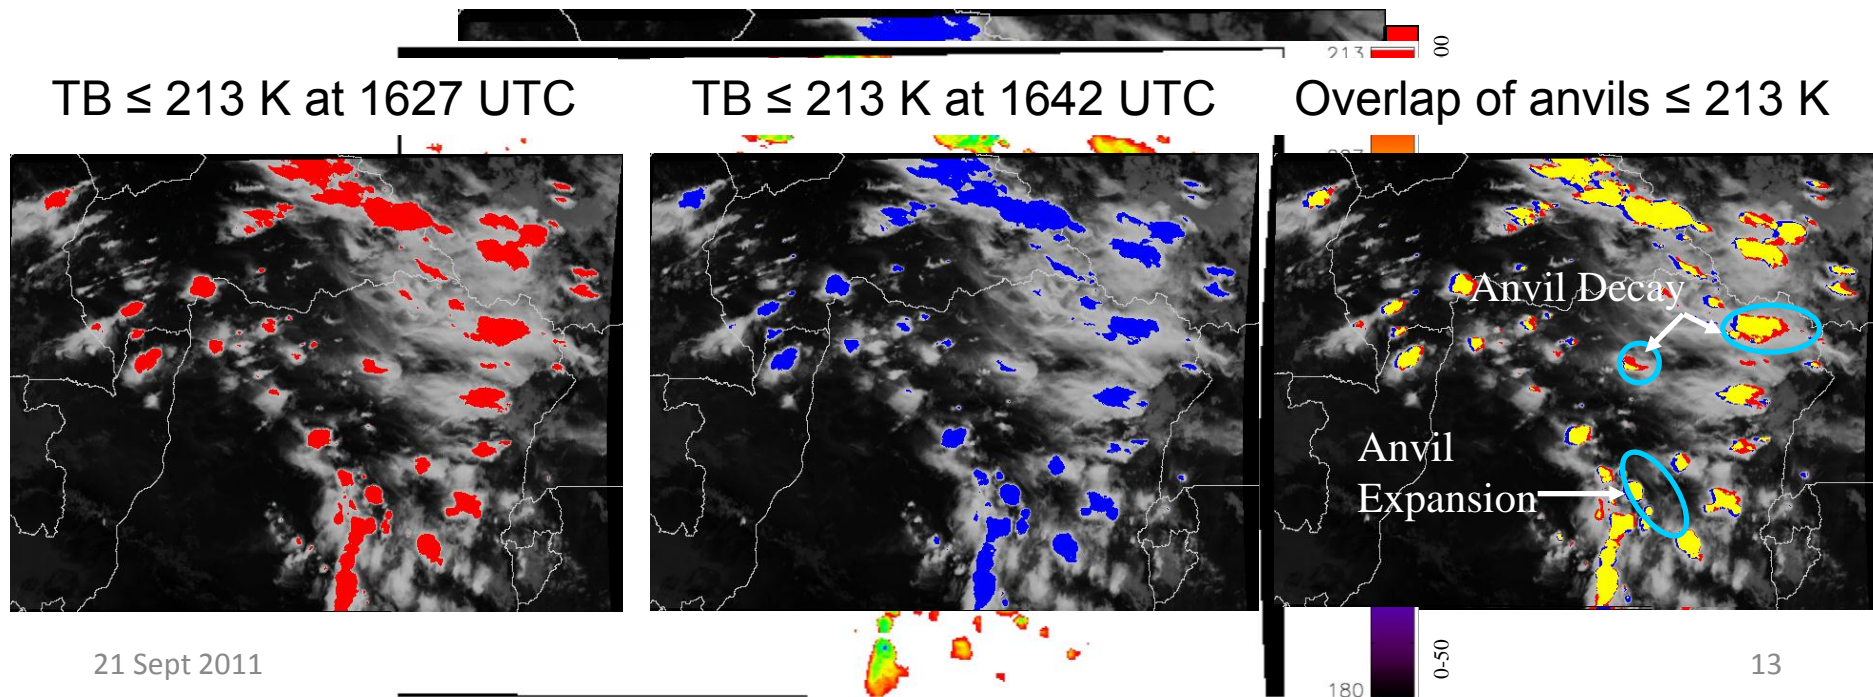 213
00
TB ≤ 213 K at 1627 UTC
TB ≤ 213 K at 1642 UTC
Overlap of anvils ≤ 213 K
Anvil Decay
Anvil
Expansion
21 Sept 2011
0-50
180
13